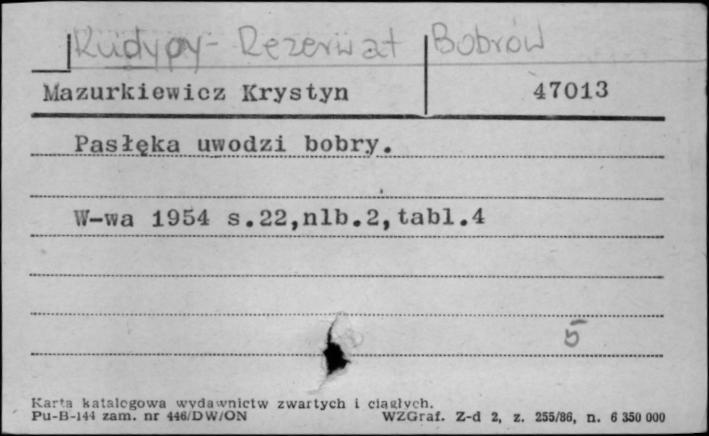 Kudypy - Rezerwat Bobrów
Mazurkiewicz Krystyn 47013
Pasłęka uwodzi bobry.
W-wa 1954 s.22,nlb.2,tabl.4
5
Karta katalogowa wydawnictw zwartych i ciągłych.
Pu-B-144 zam. nr 446/DW/ON WZGraf. Z-d 2, z. 255/86, n. 6 350 000